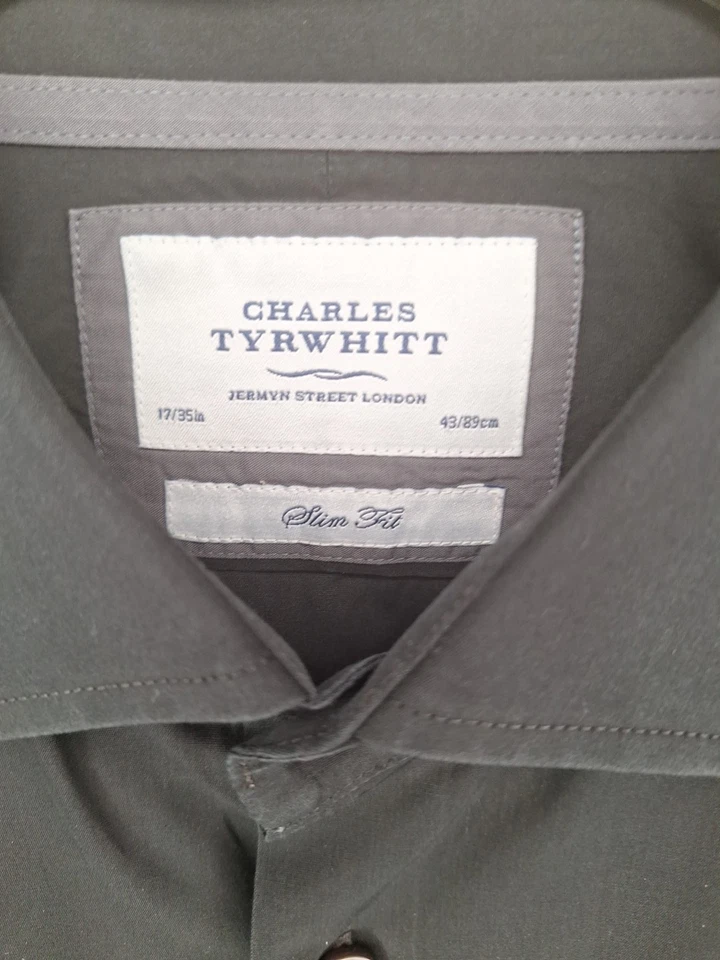 CHARLES
TYRWHITT
JERMYN STREET LONDON
17/35in
43/89cm
Slim Fit